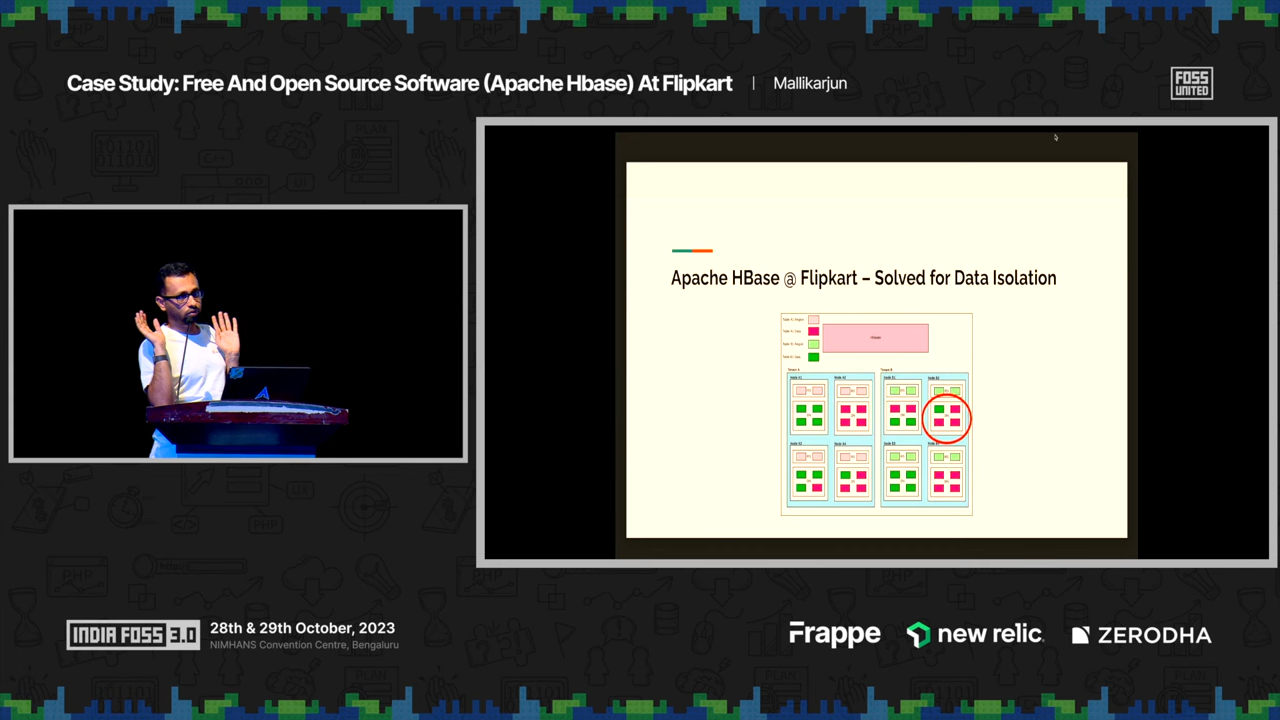 Case Study: Free And Open Source Software (Apache Hbase) At Flipkart | Mallikarjun
FOSS
UNITED
Apache HBase @ Flipkart – Solved for Data Isolation
INDIA FOSS 3.0
28th & 29th October, 2023
NIMHANS Convention Centre, Bengaluru
Frappe
new relic
ZERODHA